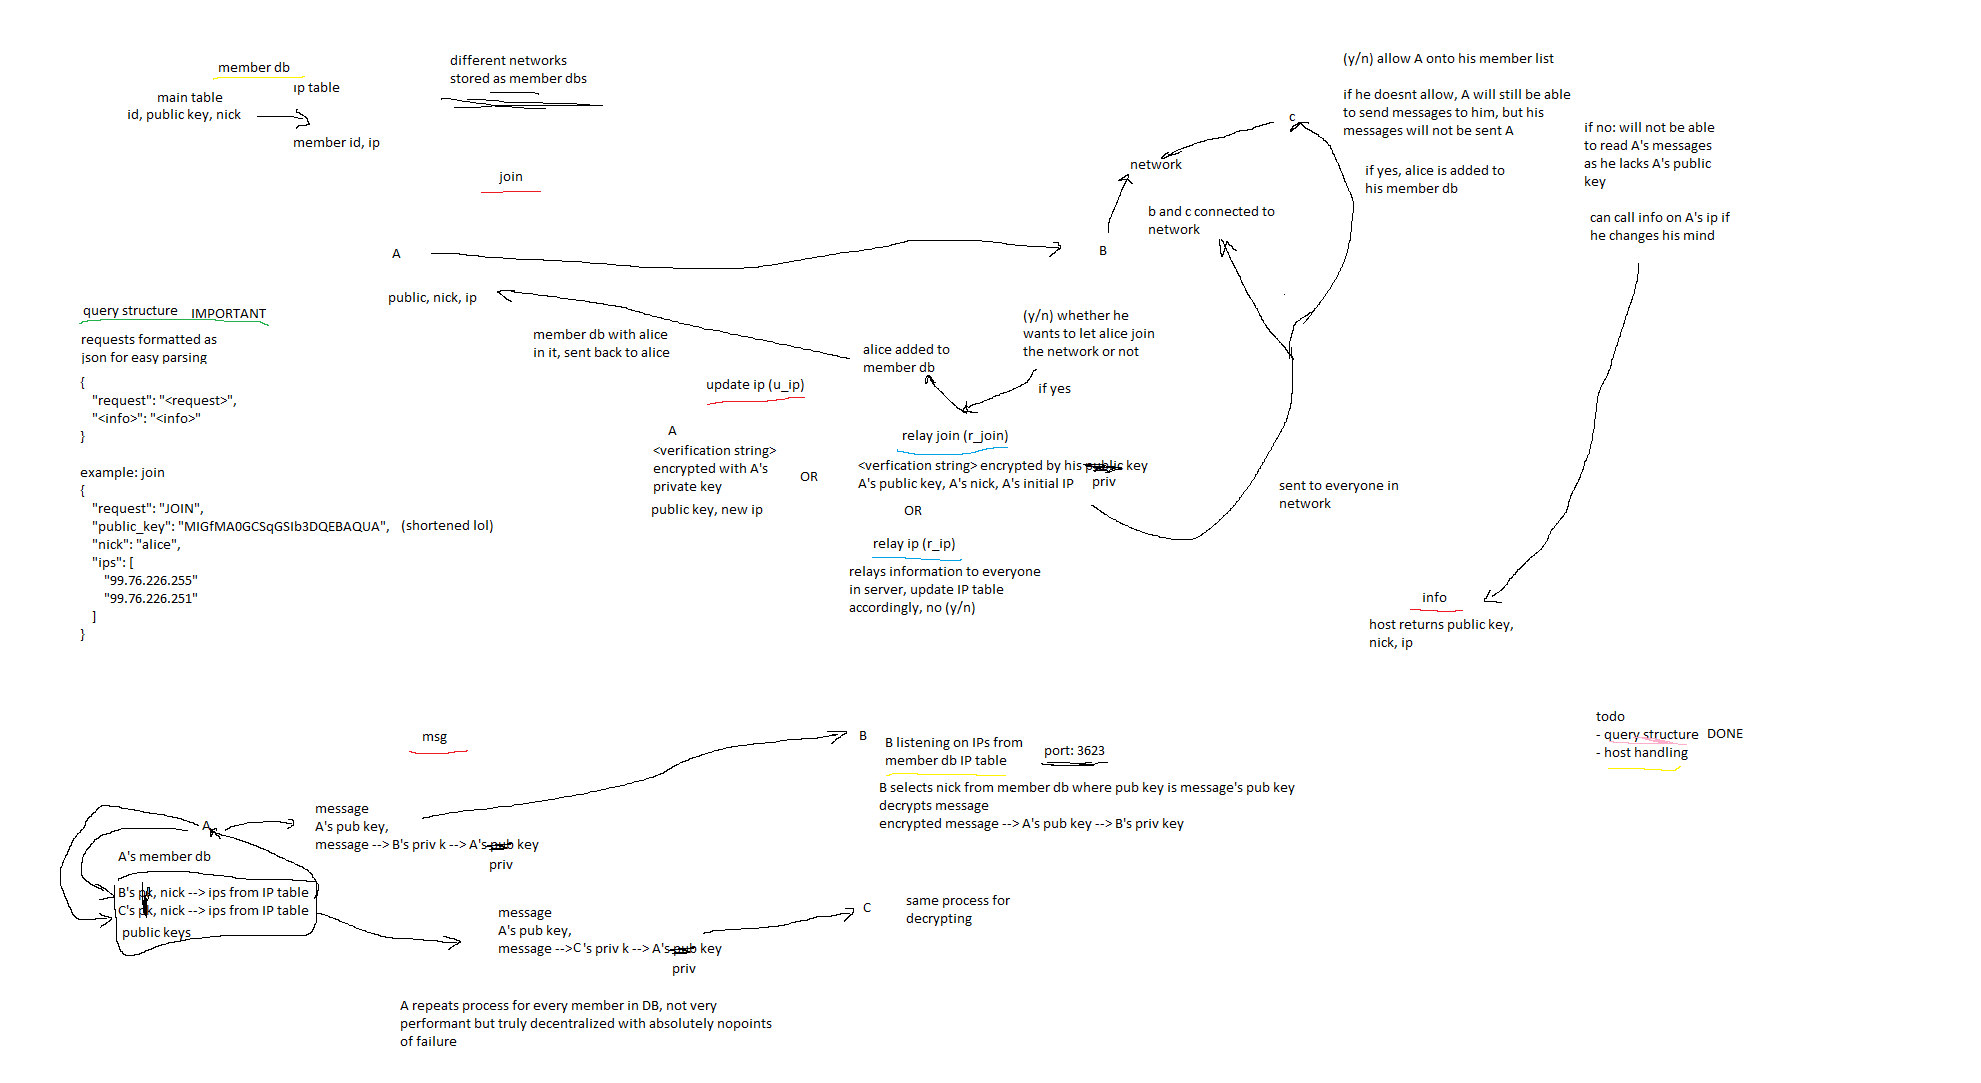 member db
ip table
main table
id, public key, nick
member id, ip
different networks
stored as member dbs
join
A
public, nick, ip
B
network
c
b and c connected to
network
(y/n) allow A onto his member list
if he doesnt allow, A will still be able
to send messages to him, but his
messages will not be sent A
if yes, alice is added to
his member db
if no: will not be able
to read A's messages
as he lacks A's public
key
can call info on A's ip if
he changes his mind
member db with alice
in it, sent back to alice
alice added to
member db
(y/n) whether he
wants to let alice join
the network or not
if yes
query structure IMPORTANT
requests formatted as
json for easy parsing
{
"request": "<request>",
"<info>": "<info>"
}
example: join
{
"request": "JOIN",
"public_key": "MIGfMA0GCSqGSIb3DQEBAQUA", (shortened lol)
"nick": "alice",
"ips": [
"99.76.226.255"
"99.76.226.251"
]
}
update ip (u_ip)
A
<verification string>
encrypted with A's
private key
public key, new ip
OR
relay join (r_join)
<verfication string> encrypted by his public key
priv
A's public key, A's nick, A's initial IP
OR
relay ip (r_ip)
relays information to everyone
in server, update IP table
accordingly, no (y/n)
sent to everyone in
network
info
host returns public key,
nick, ip
todo
- query structure DONE
- host handling
msg
A
A's member db
B's pk, nick --> ips from IP table
C's pk, nick --> ips from IP table
public keys
message
A's pub key,
message --> B's priv k --> A's pub key
priv
B
B listening on IPs from
member db IP table
port: 3623
B selects nick from member db where pub key is message's pub key
decrypts message
encrypted message --> A's pub key --> B's priv key
message
A's pub key,
message -->C's priv k --> A's pub key
priv
C
same process for
decrypting
A repeats process for every member in DB, not very
performant but truly decentralized with absolutely nopoints
of failure